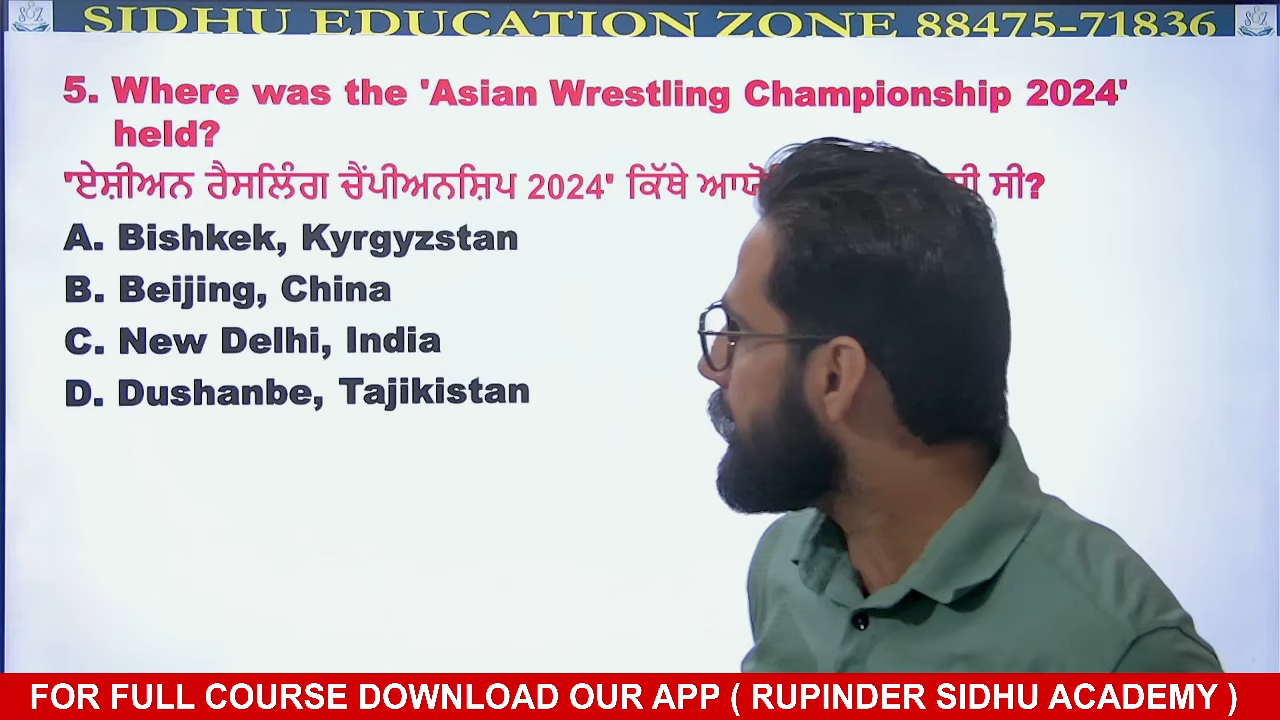 SIDHU EDUCATION ZONE 88475-71836
5. Where was the 'Asian Wrestling Championship 2024'
held?
'ਏਸ਼ੀਅਨ ਰੈਸਲਿੰਗ ਚੈਂਪੀਅਨਸ਼ਿਪ 2024' ਕਿੱਥੇ ਸੀ?
A. Bishkek, Kyrgyzstan
B. Beijing, China
C. New Delhi, India
D. Dushanbe, Tajikistan
FOR FULL COURSE DOWNLOAD OUR APP ( RUPINDER SIDHU ACADEMY )